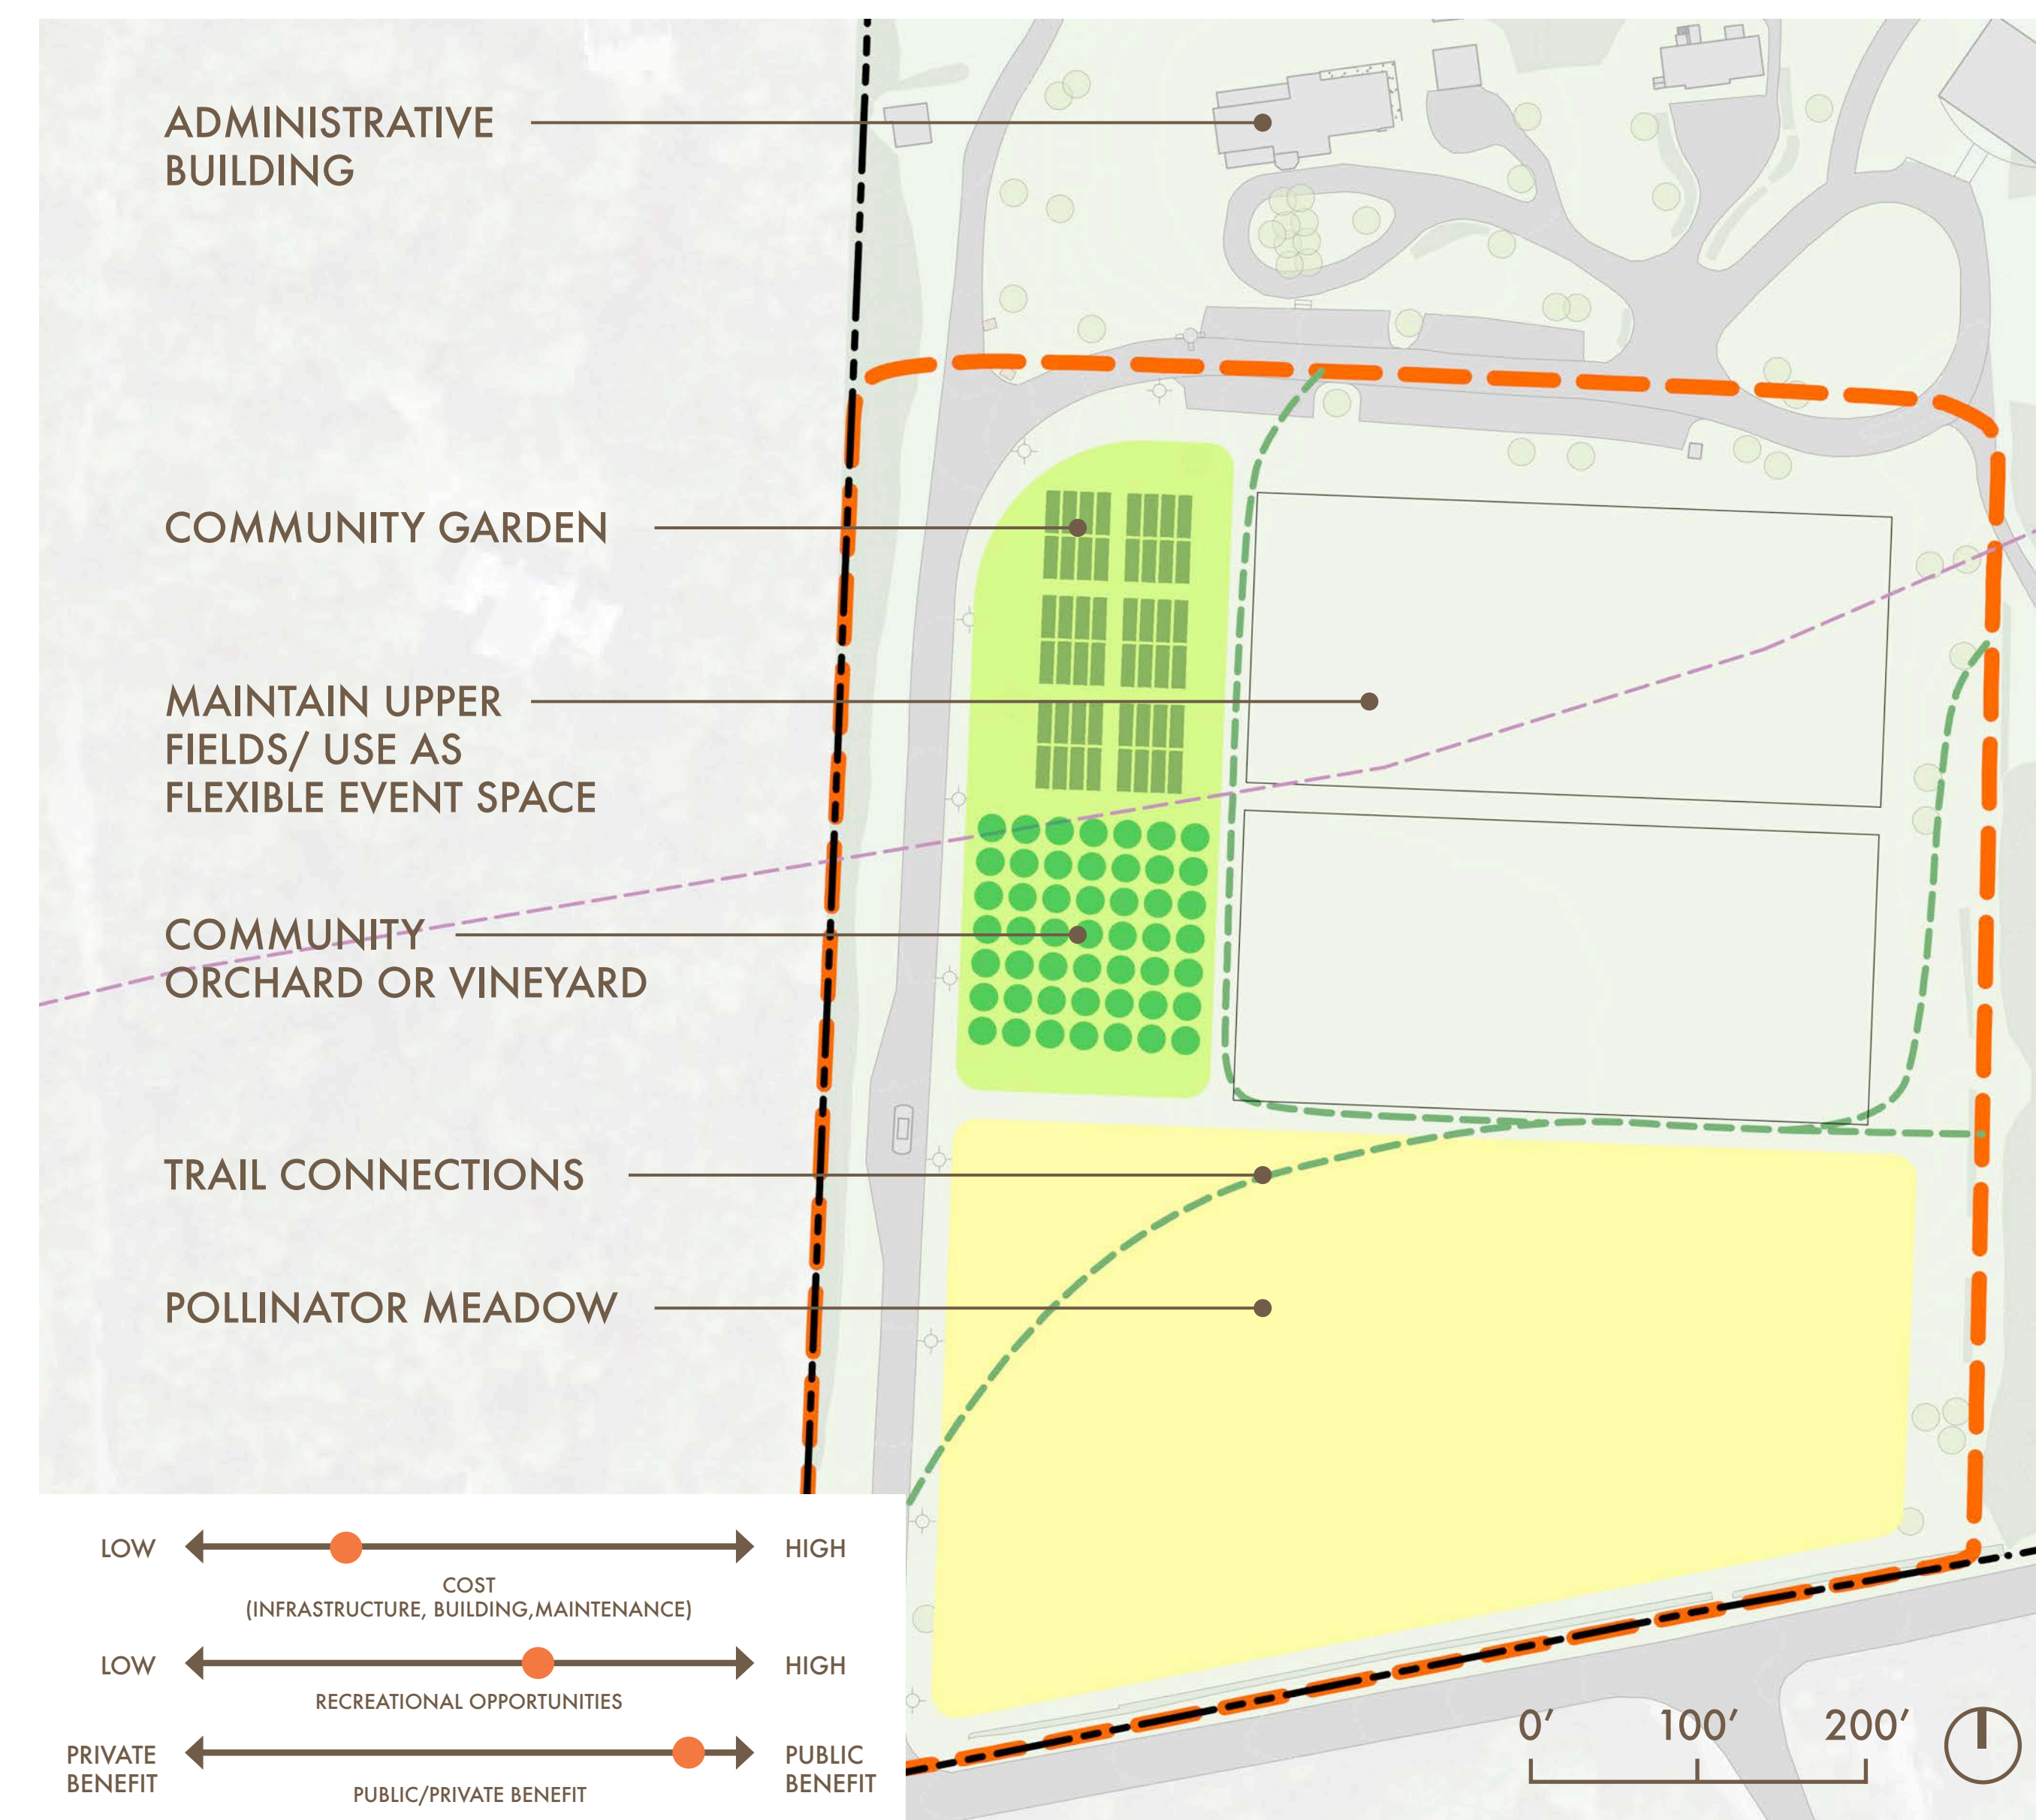 ADMINISTRATIVE
BUILDING
COMMUNITY GARDEN
MAINTAIN UPPER
FIELDS/ USE AS
FLEXIBLE EVENT SPACE
COMMUNITY
ORCHARD OR VINEYARD
TRAIL CONNECTIONS
POLLINATOR MEADOW
LOW
HIGH
COST
(INFRASTRUCTURE, BUILDING,MAINTENANCE)
LOW
HIGH
RECREATIONAL OPPORTUNITIES
PRIVATE
BENEFIT
PUBLIC
BENEFIT
PUBLIC/PRIVATE BENEFIT
0' 100' 200'